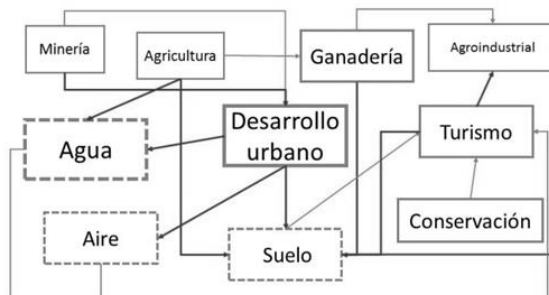 Minería
Agricultura
Ganadería
Agroindustrial
Agua
Desarrollo
urbano
Turismo
Aire
Suelo
Conservación